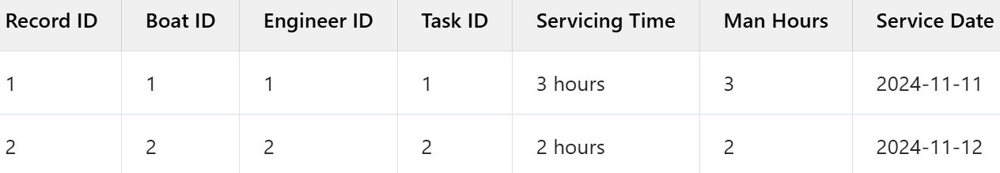 Record ID Boat ID Engineer ID Task ID Servicing Time Man Hours Service Date
1 1 1 1 3 hours 3 2024-11-11
2 2 2 2 2 hours 2 2024-11-12